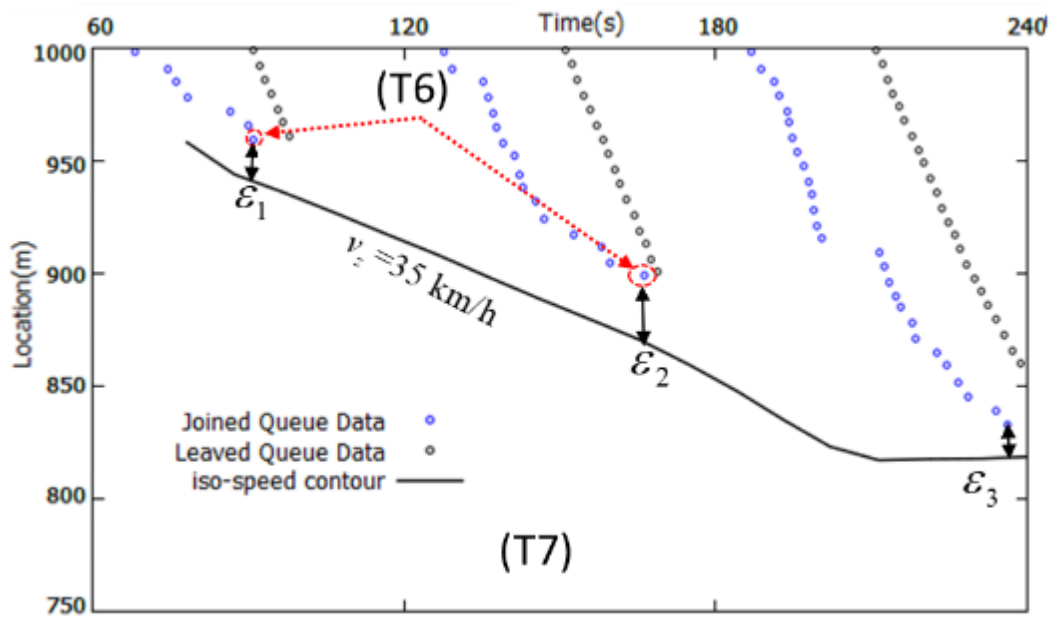 Time(s)
60 120 180 240
1000
(T6)
950
ε1
vz=35 km/h
900
Location(m)
ε2
850
Joined Queue Data
Leaved Queue Data
iso-speed contour
ε3
800
(T7)
750